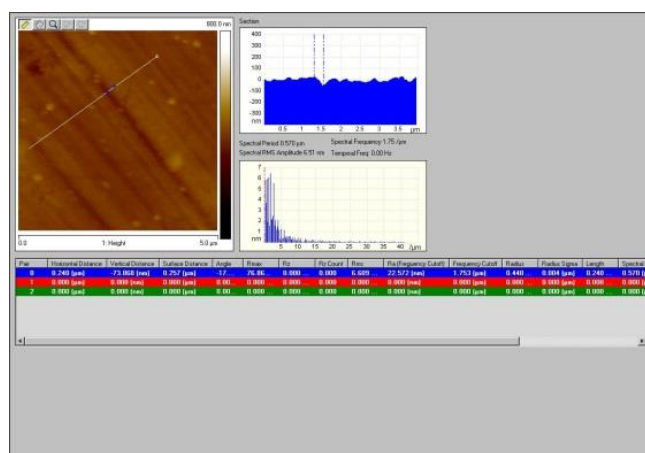 800.0 nm
0.0 1: Height 5.0 µm
Section
400
300
200
100
0
-100
-200
-300
nm
0.5 1 1.5 2 2.5 3 3.5 µm
Spectral Period 0.570 µm Spectral Frequency 1.75 /µm
Spectral RMS Amplitude 6.51 nm Temporal Freq 0.00 Hz
7
6
5
4
3
2
1
nm
5 10 15 20 25 30 35 40 /µm
Pair Horizontal Distance Vertical Distance Surface Distance Angle Rmax Rz Rz Count Rms Ra (Frequency Cutoff) Frequency Cutoff Radius Radius Sigma Length Spectral
0 0.240 (µm) -73.068 (nm) 0.257 (µm) -17... 76.06... 0.000 ... 0.000 6.609 ... 22.572 (nm) 1.753 (µm) 0.440 ... 0.004 (µm) 0.240 ... 0.570 (µ
1 0.000 (µm) 0.000 (nm) 0.000 (µm) 0.00... 0.000 ... 0.000 ... 0.000 0.000 ... 0.000 (nm) 0.000 (µm) 0.000 ... 0.000 (µm) 0.000 ... 0.000 (µ
2 0.000 (µm) 0.000 (nm) 0.000 (µm) 0.00... 0.000 ... 0.000 ... 0.000 0.000 ... 0.000 (nm) 0.000 (µm) 0.000 ... 0.000 (µm) 0.000 ... 0.000 (µ